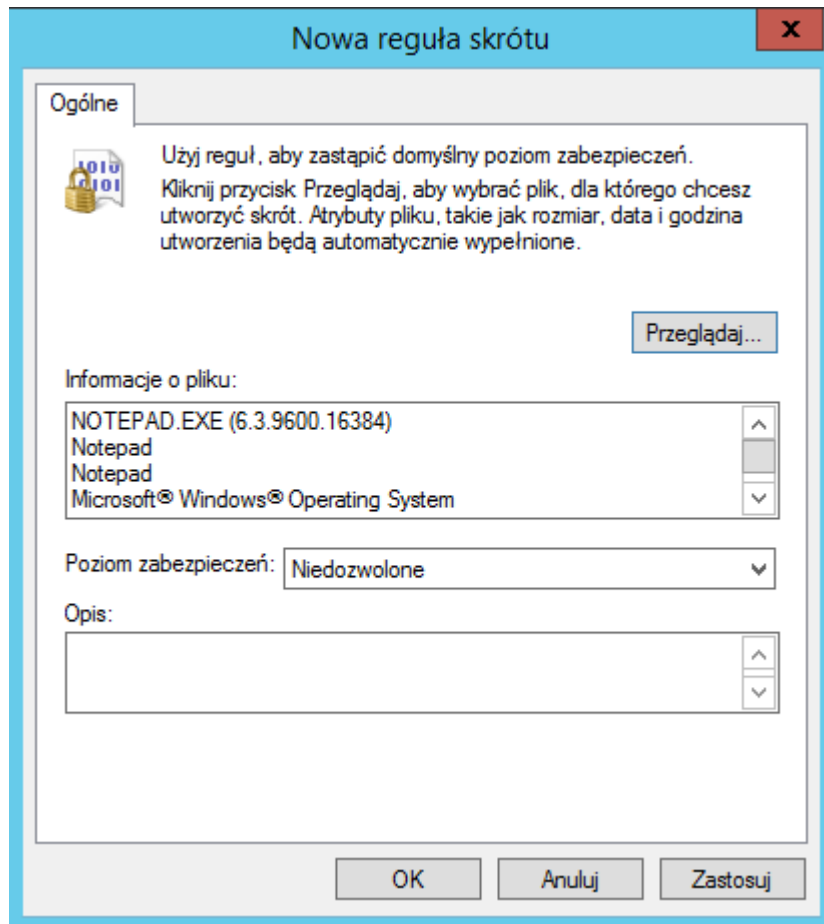 Nowa reguła skrótu
x
Ogólne
1010
0101
Użyj reguł, aby zastąpić domyślny poziom zabezpieczeń.
Kliknij przycisk Przeglądaj, aby wybrać plik, dla którego chcesz
utworzyć skrót. Atrybuty pliku, takie jak rozmiar, data i godzina
utworzenia będą automatycznie wypełnione.
Przeglądaj...
Informacje o pliku:
NOTEPAD.EXE (6.3.9600.16384)
Notepad
Notepad
Microsoft® Windows® Operating System
Poziom zabezpieczeń: Niedozwolone
Opis:
OK Anuluj Zastosuj